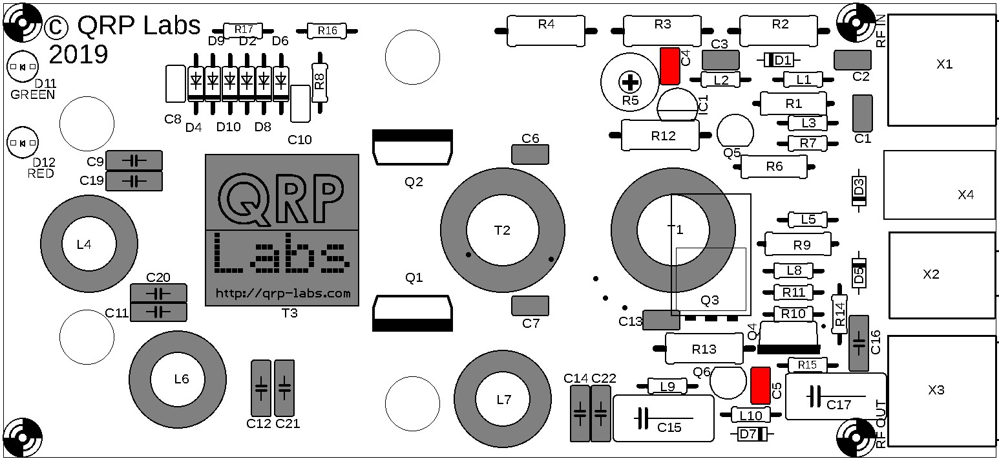 © QRP Labs
2019
R17
R16
D9 D2 D6
R4
R3
R2
RF IN
C3
C4
D1
C2
X1
D11
GREEN
R8
L2
L1
R5
IC1
R1
C8
D4 D10 D8
C10
R12
L3
C1
R7
Q5
C6
D12
RED
C9
C19
R6
Q2
QRP
Labs
http://qrp-labs.com
T3
D3
X4
L4
T2
T1
L5
R9
L8
D5
X2
C20
C11
Q1
R11
Q3
R10
R14
C7
C13
Q4
C16
R13
R15
L6
C12 C21
L7
C14 C22
Q6
L9
C5
C17
X3
L10
C15
D7
RF OUT